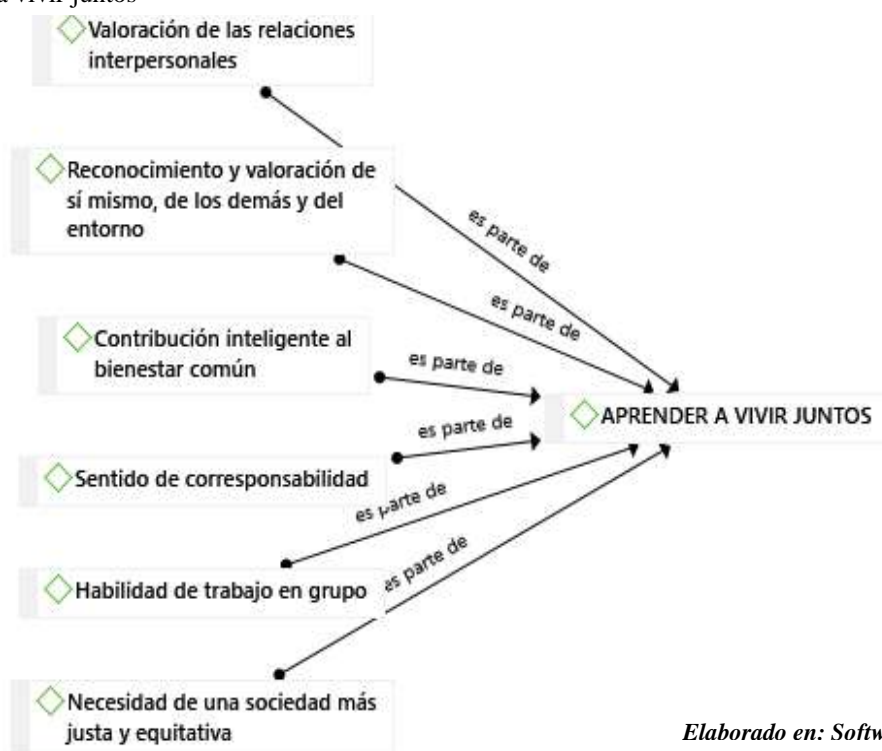 a vivir juntos
Valoración de las relaciones
interpersonales
Reconocimiento y valoración de
sí mismo, de los demás y del
entorno
es parte de
es parte de
Contribución inteligente al
bienestar común
es parte de
APRENDER A VIVIR JUNTOS
es parte de
Sentido de corresponsabilidad
es parte de
es parte de
Habilidad de trabajo en grupo
Necesidad de una sociedad más
justa y equitativa
Elaborado en: Softw